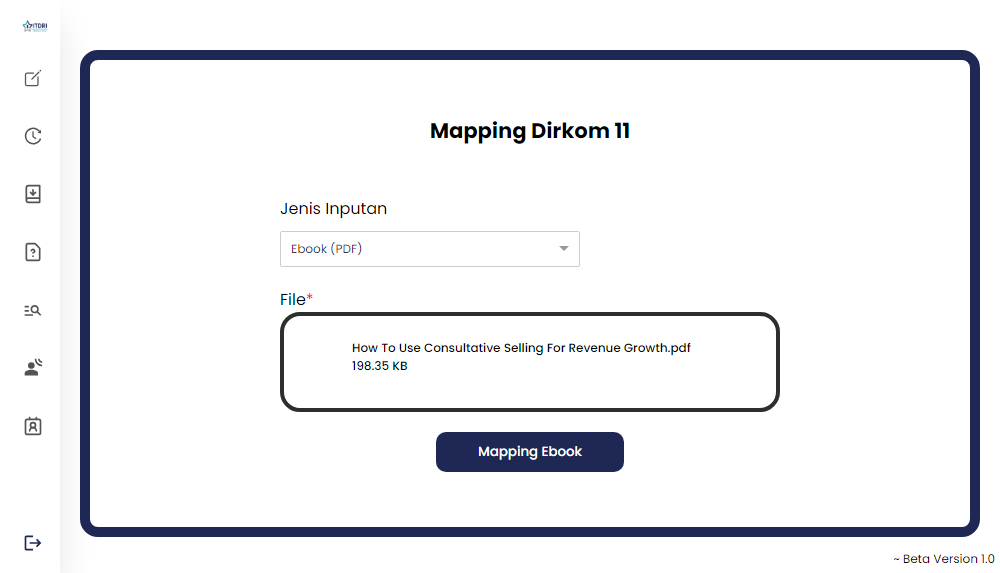 ITDRI
Mapping Dirkom 11
Jenis Inputan
Ebook (PDF)
File*
How To Use Consultative Selling For Revenue Growth.pdf
198.35 KB
Mapping Ebook
~ Beta Version 1.0